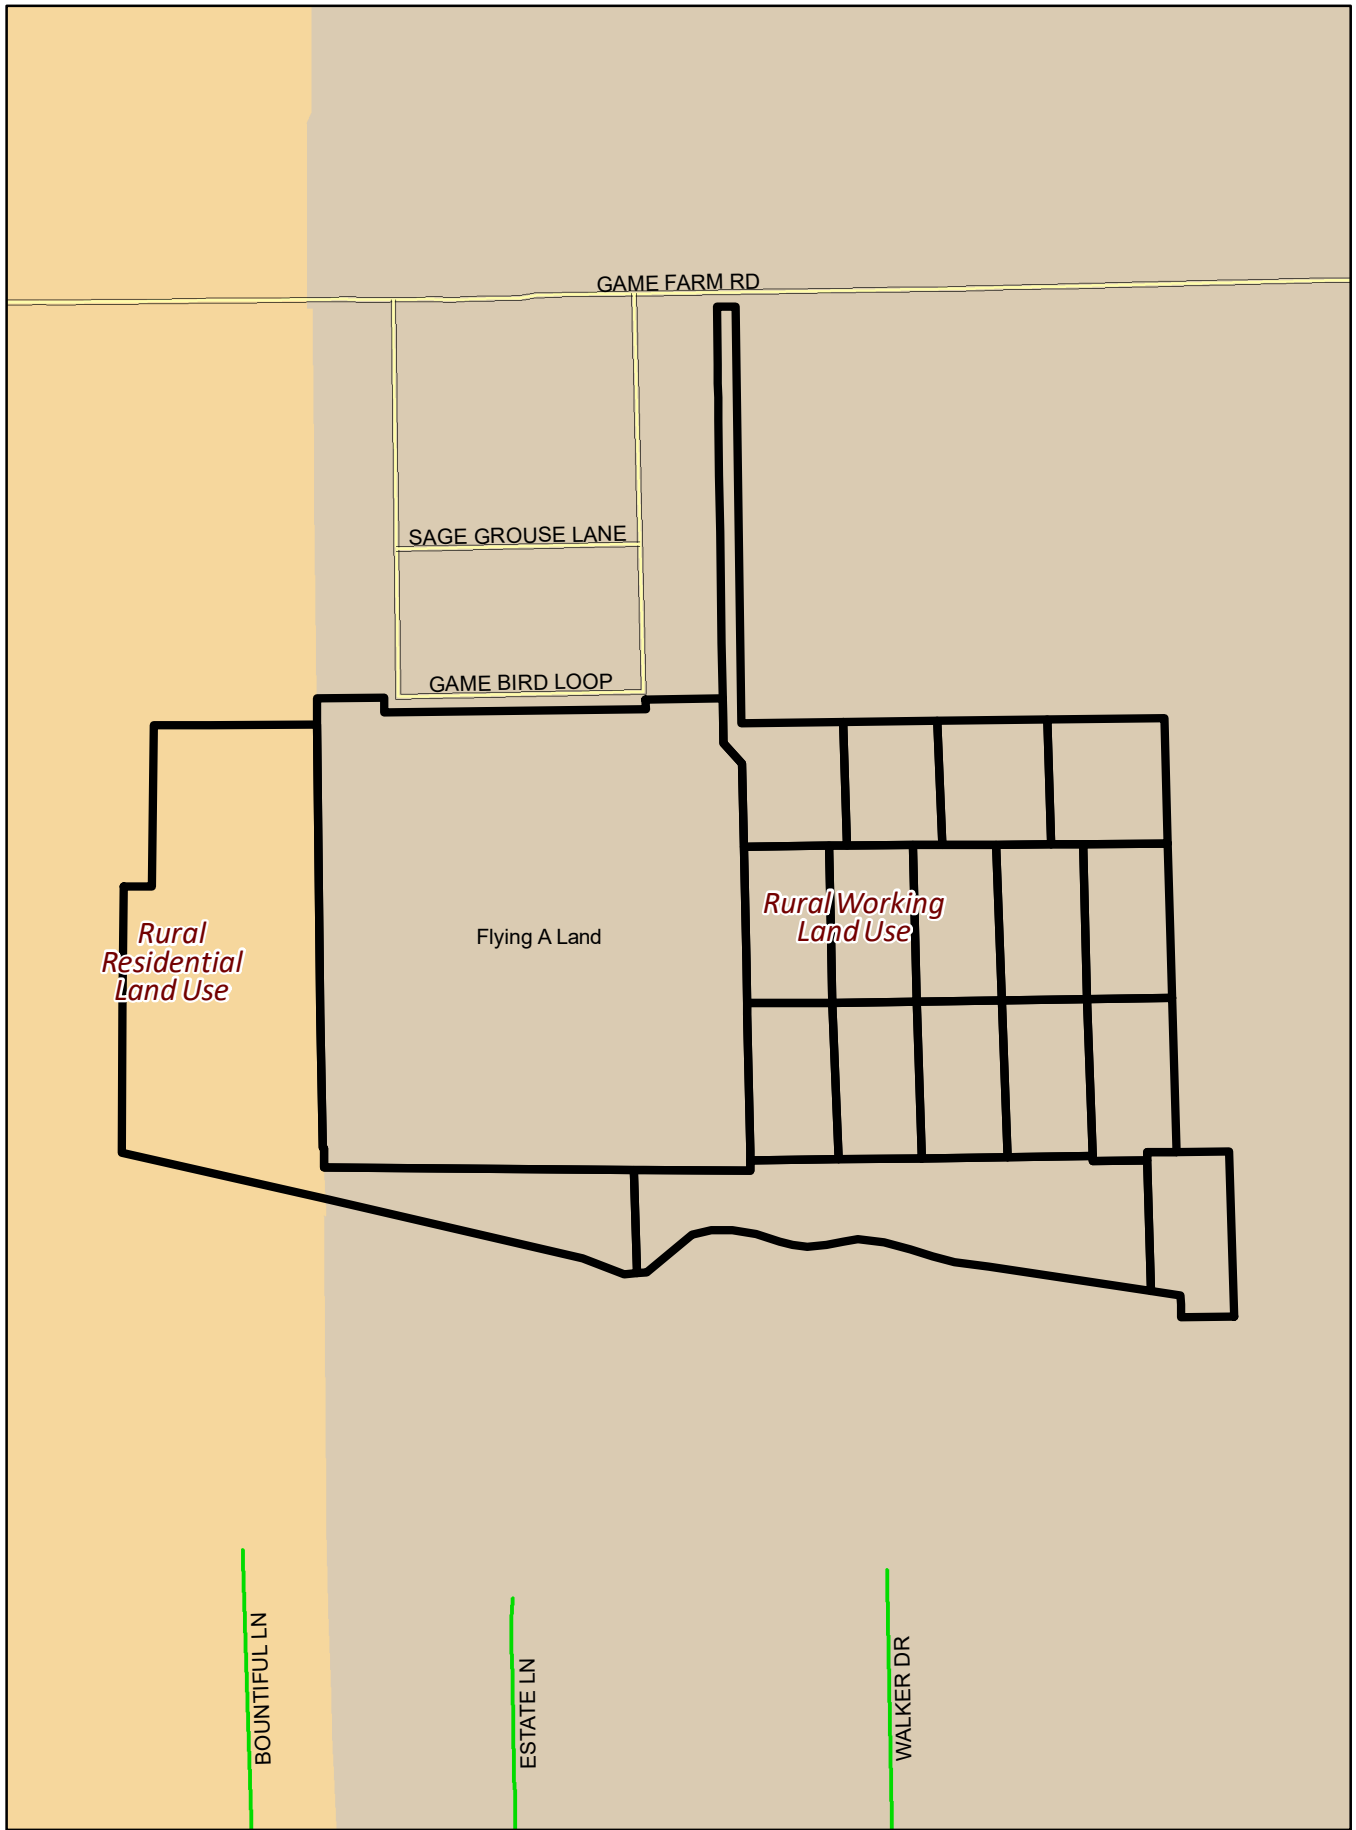 GAME FARM RD
SAGE GROUSE LANE
GAME BIRD LOOP
Rural
Residential
Land Use
Flying A Land
Rural Working
Land Use
BOUNTIFUL LN
ESTATE LN
WALKER DR